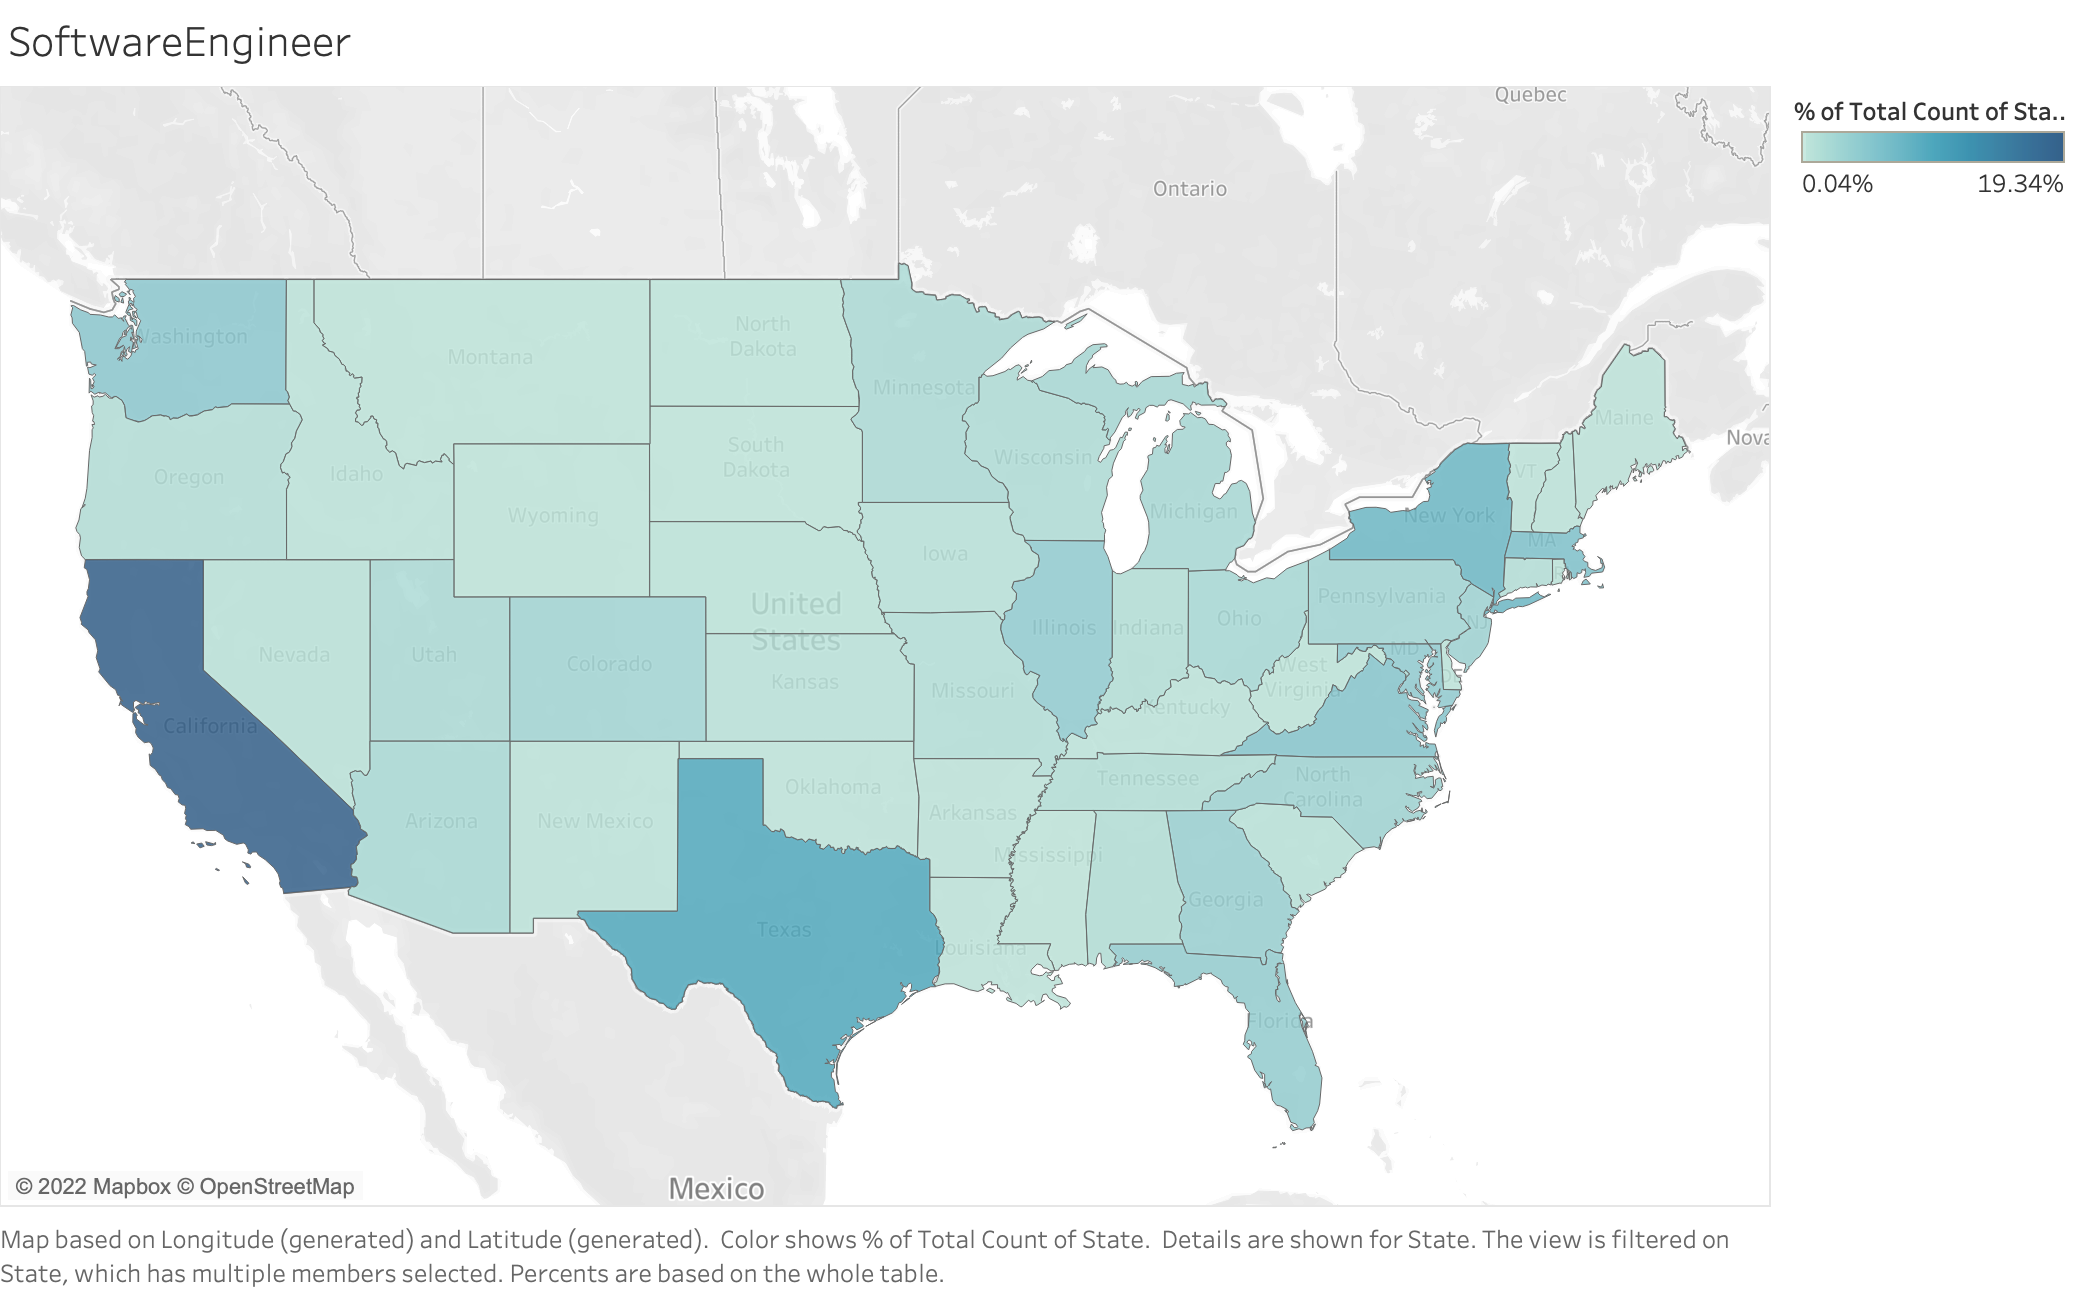 SoftwareEngineer
% of Total Count of Sta..
0.04%
19.34%
Quebec
Ontario
Nova
Washington
Montana
North
Dakota
Minnesota
Maine
Oregon
Idaho
South
Dakota
Wisconsin
Michigan
VT
New York
MA
Wyoming
Iowa
United
States
Nevada
Utah
Colorado
Kansas
Illinois
Indiana
Ohio
Pennsylvania
NJ
MD
DE
West
Virginia
Missouri
Kentucky
California
Arizona
New Mexico
Oklahoma
Arkansas
Tennessee
North
Carolina
Mississippi
Georgia
Texas
Louisiana
Florida
Mexico
© 2022 Mapbox © OpenStreetMap
Map based on Longitude (generated) and Latitude (generated).  Color shows % of Total Count of State.  Details are shown for State. The view is filtered on
State, which has multiple members selected. Percents are based on the whole table.